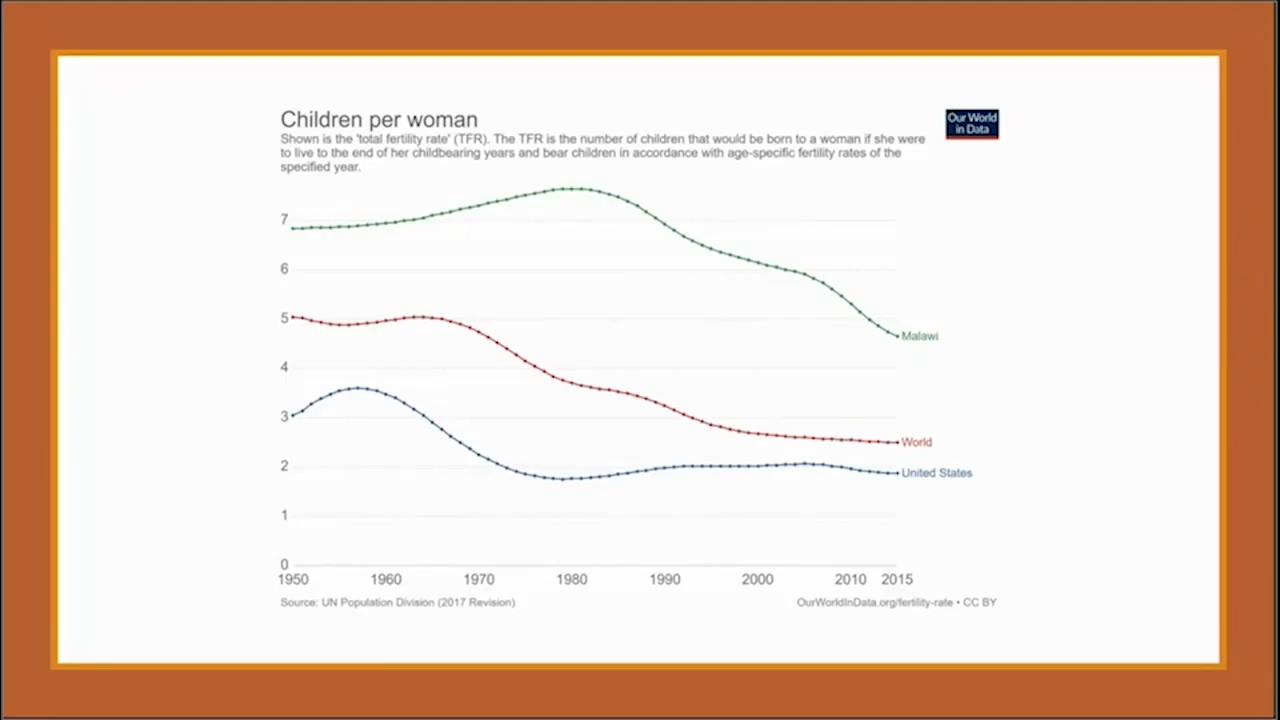 Children per woman
Our World
in Data
Shown is the 'total fertility rate' (TFR). The TFR is the number of children that would be born to a woman if she were
to live to the end of her childbearing years and bear children in accordance with age-specific fertility rates of the
specified year.
7
6
5
4
3
2
1
0
Malawi
World
United States
1950 1960 1970 1980 1990 2000 2010 2015
Source: UN Population Division (2017 Revision)
OurWorldInData.org/fertility-rate • CC BY